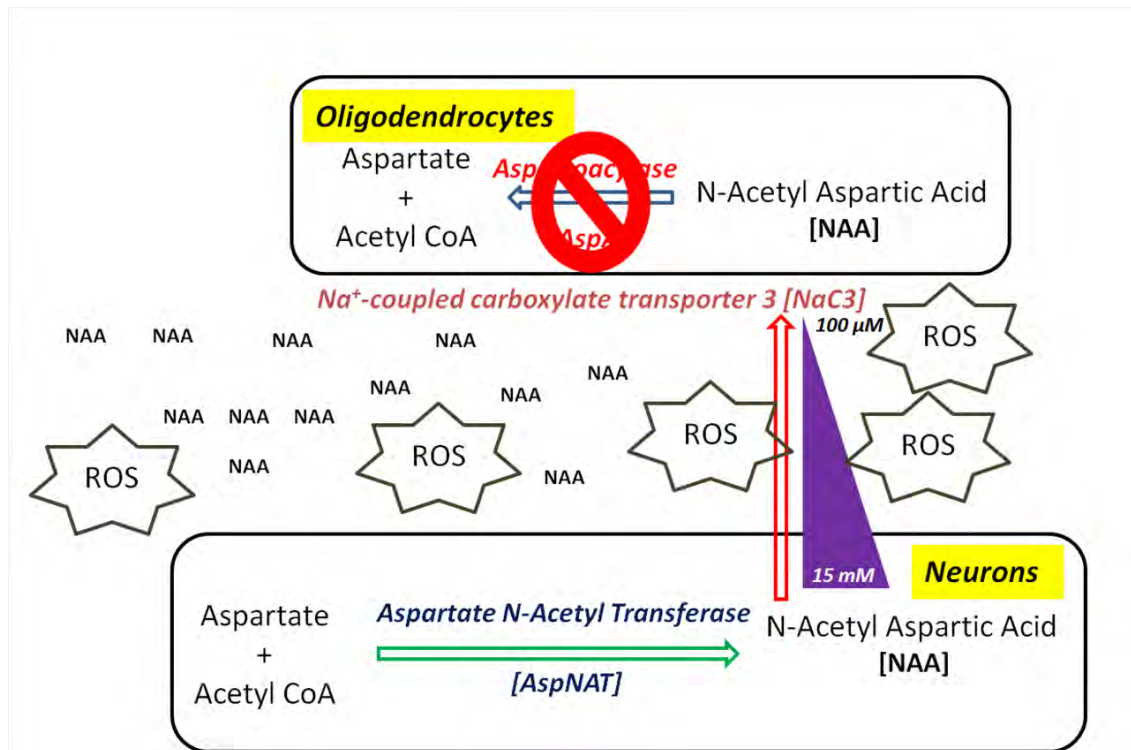 Oligodendrocytes
Aspartate
+
Acetyl CoA
N-Acetyl Aspartic Acid
[NAA]
Na⁺-coupled carboxylate transporter 3 [NaC3]
100 µM
ROS
NAA NAA NAA NAA
NAA NAA NAA
NAA NAA NAA
ROS
ROS
ROS
ROS
NAA NAA
15 mM
Neurons
Aspartate
+
Acetyl CoA
Aspartate N-Acetyl Transferase
[AspNAT]
N-Acetyl Aspartic Acid
[NAA]